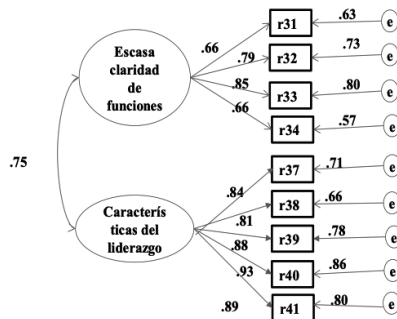 Escasa
claridad
de
funciones
.66
.79
.85
.66
r31
r32
r33
r34
.63
.73
.80
.57
e
e
e
e
.75
Caracterís
ticas del
liderazgo
.84
.81
.88
.93
.89
r37
r38
r39
r40
r41
.71
.66
.78
.86
.80
e
e
e
e
e